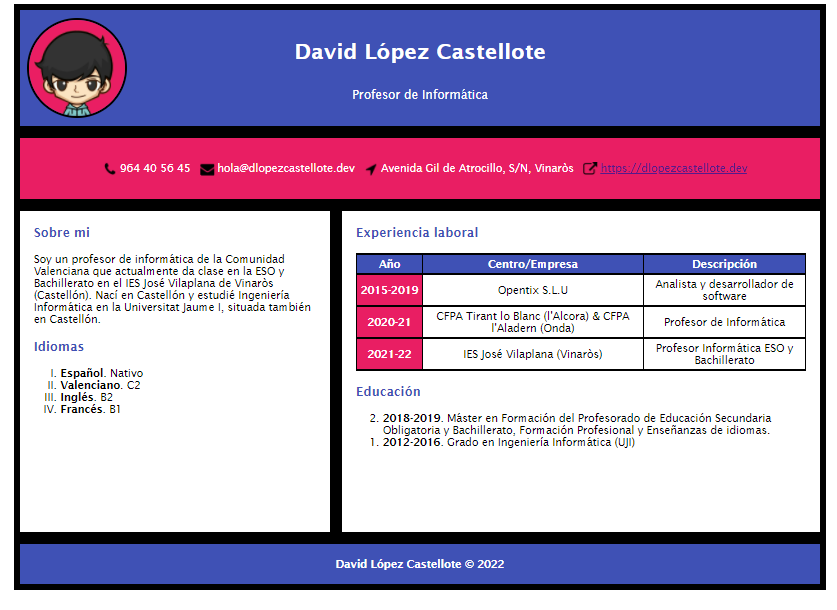 David López Castellote
Profesor de Informática
964 40 56 45 hola@dlopezcastellote.dev Avenida Gil de Atrocillo, S/N, Vinaròs https://dlopezcastellote.dev
Sobre mi
Soy un profesor de informática de la Comunidad
Valenciana que actualmente da clase en la ESO y
Bachillerato en el IES José Vilaplana de Vinaròs
(Castellón). Nací en Castellón y estudié Ingeniería
Informática en la Universitat Jaume I, situada también
en Castellón.
Idiomas
I. Español. Nativo
II. Valenciano. C2
III. Inglés. B2
IV. Francés. B1
Experiencia laboral
Año Centro/Empresa Descripción
2015-2019 Opentix S.L.U Analista y desarrollador de
software
2020-21 CFPA Tirant lo Blanc (l'Alcora) & CFPA
l'Aladern (Onda) Profesor de Informática
2021-22 IES José Vilaplana (Vinaròs) Profesor Informática ESO y
Bachillerato
Educación
2. 2018-2019. Máster en Formación del Profesorado de Educación Secundaria
Obligatoria y Bachillerato, Formación Profesional y Enseñanzas de idiomas.
1. 2012-2016. Grado en Ingeniería Informática (UJI)
David López Castellote © 2022